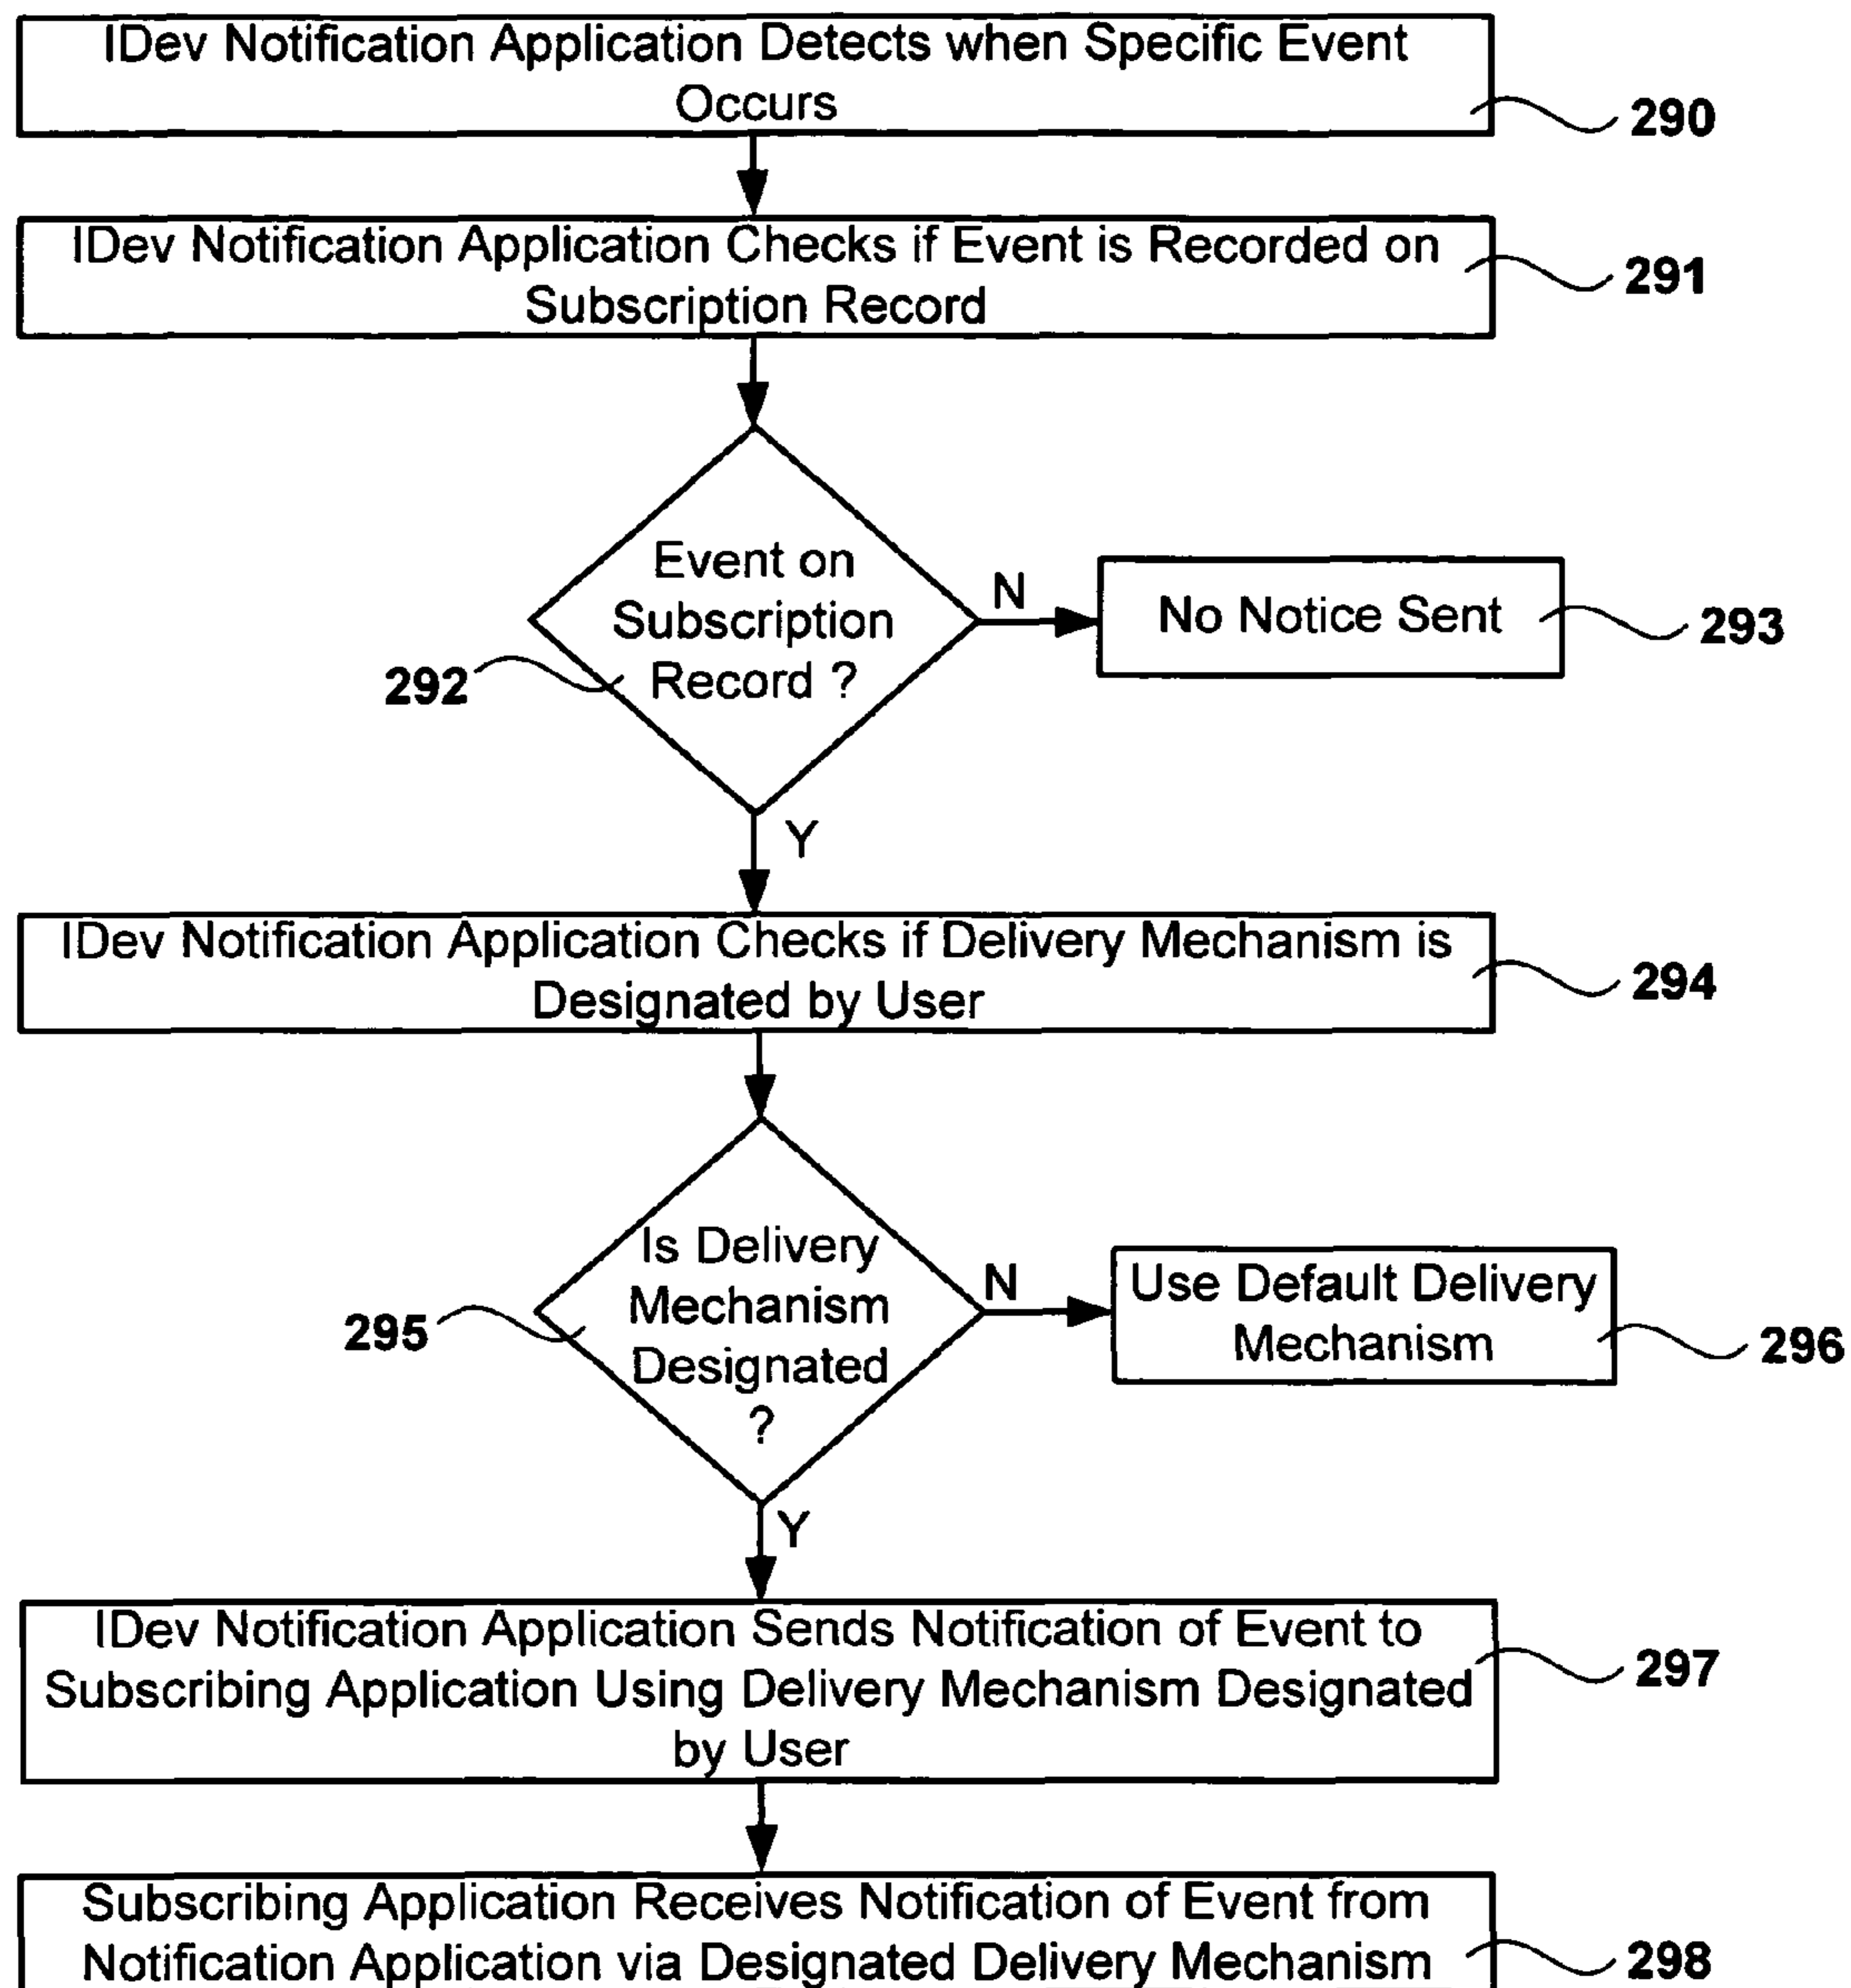 IDev Notification Application Detects when Specific Event
Occurs
290
IDev Notification Application Checks if Event is Recorded on
Subscription Record
291
Event on
Subscription
Record ?
292
N
No Notice Sent
293
Y
IDev Notification Application Checks if Delivery Mechanism is
Designated by User
294
Is Delivery
Mechanism
Designated
?
295
N
Use Default Delivery
Mechanism
296
Y
IDev Notification Application Sends Notification of Event to
Subscribing Application Using Delivery Mechanism Designated
by User
297
Subscribing Application Receives Notification of Event from
Notification Application via Designated Delivery Mechanism
298